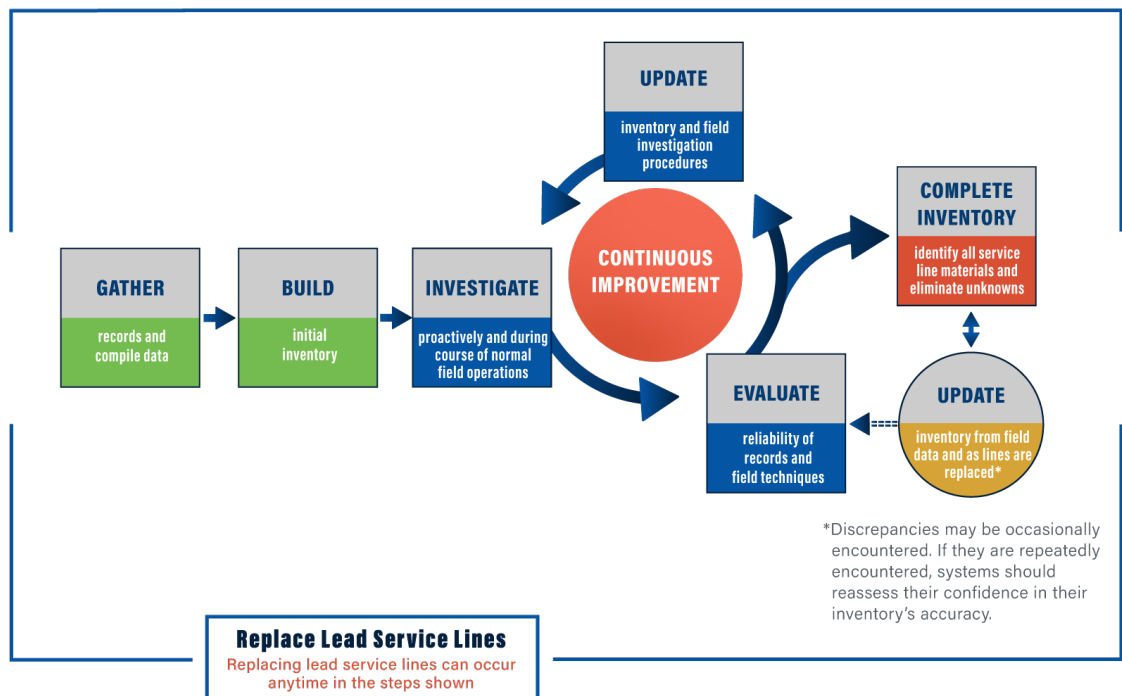 UPDATE
inventory and field
investigation
procedures
COMPLETE
INVENTORY
identify all service
line materials and
eliminate unknowns
CONTINUOUS
IMPROVEMENT
GATHER
records and
compile data
BUILD
initial
inventory
INVESTIGATE
proactively and during
course of normal
field operations
EVALUATE
reliability of
records and
field techniques
UPDATE
inventory from field
data and as lines are
replaced*
*Discrepancies may be occasionally
encountered. If they are repeatedly
encountered, systems should
reassess their confidence in their
inventory's accuracy.
Replace Lead Service Lines
Replacing lead service lines can occur
anytime in the steps shown